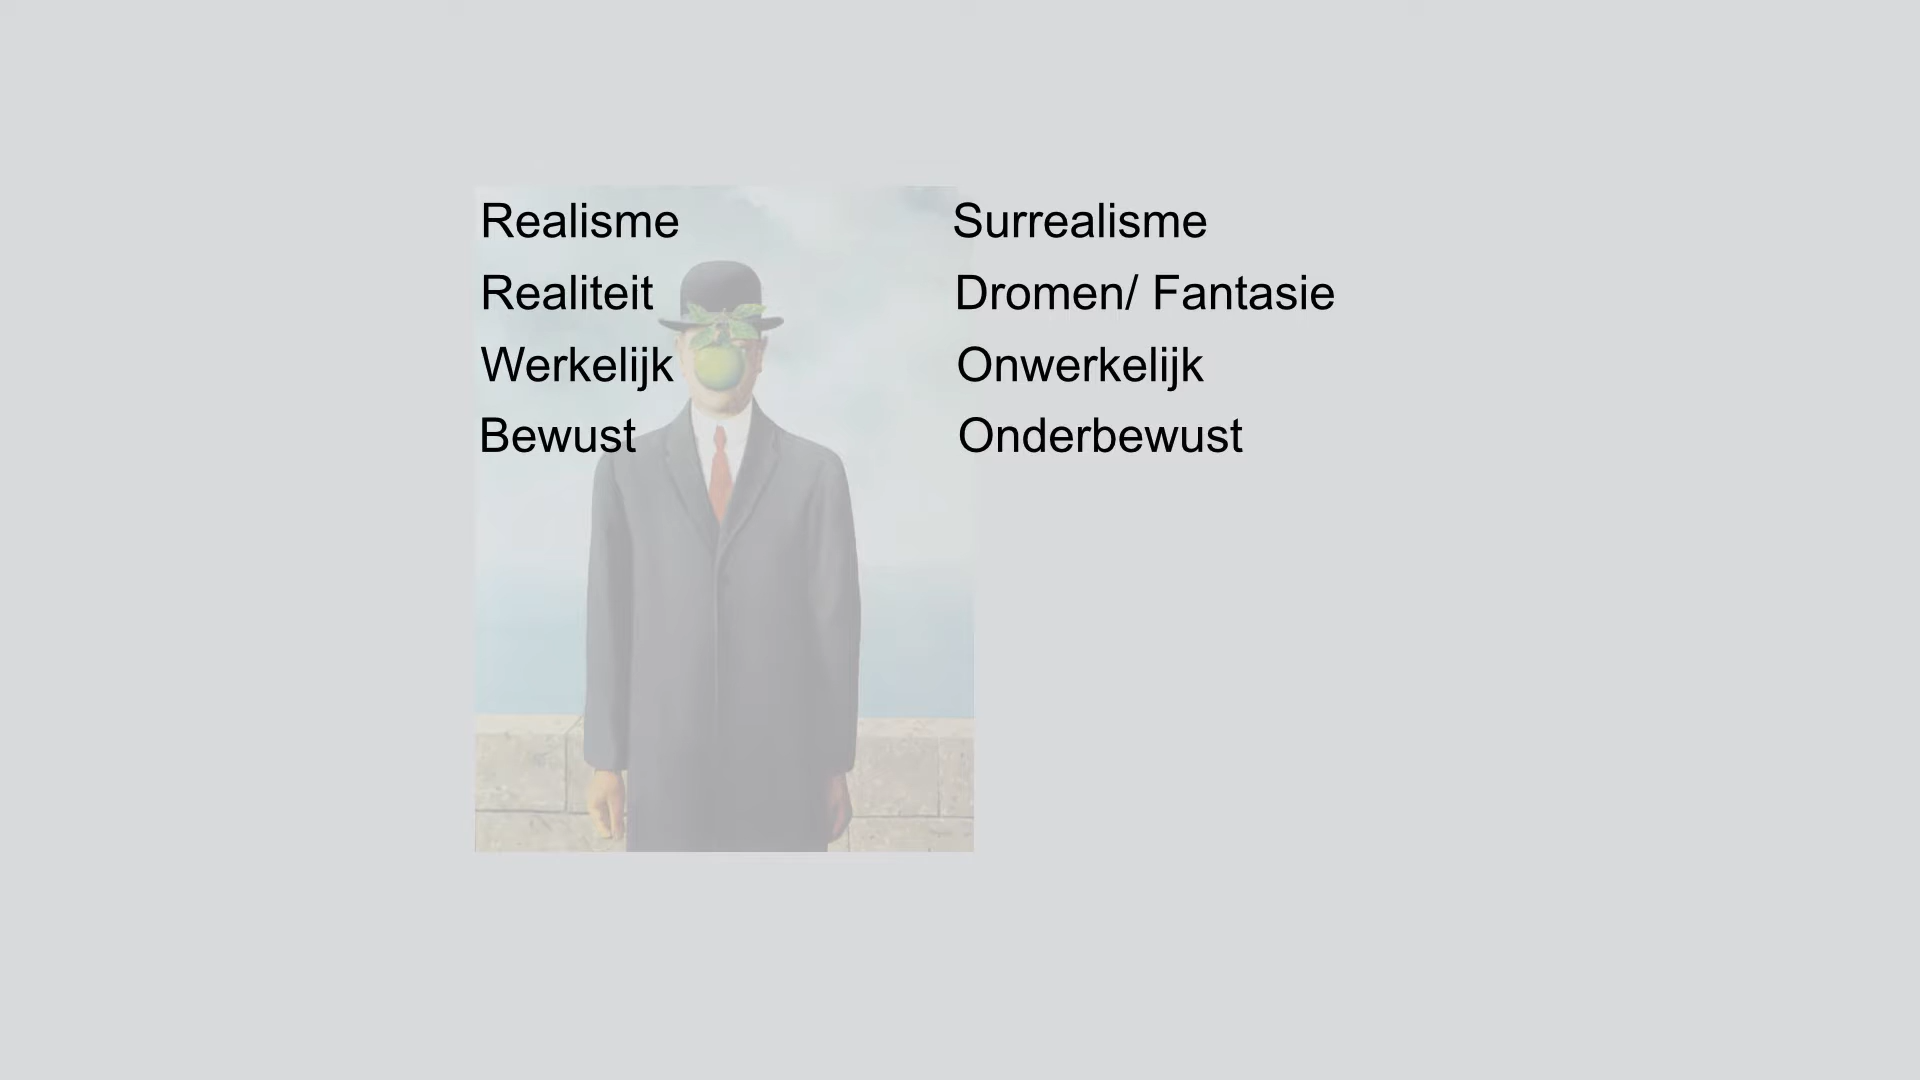 Realisme Surrealisme
Realiteit Dromen/ Fantasie
Werkelijk Onwerkelijk
Bewust Onderbewust